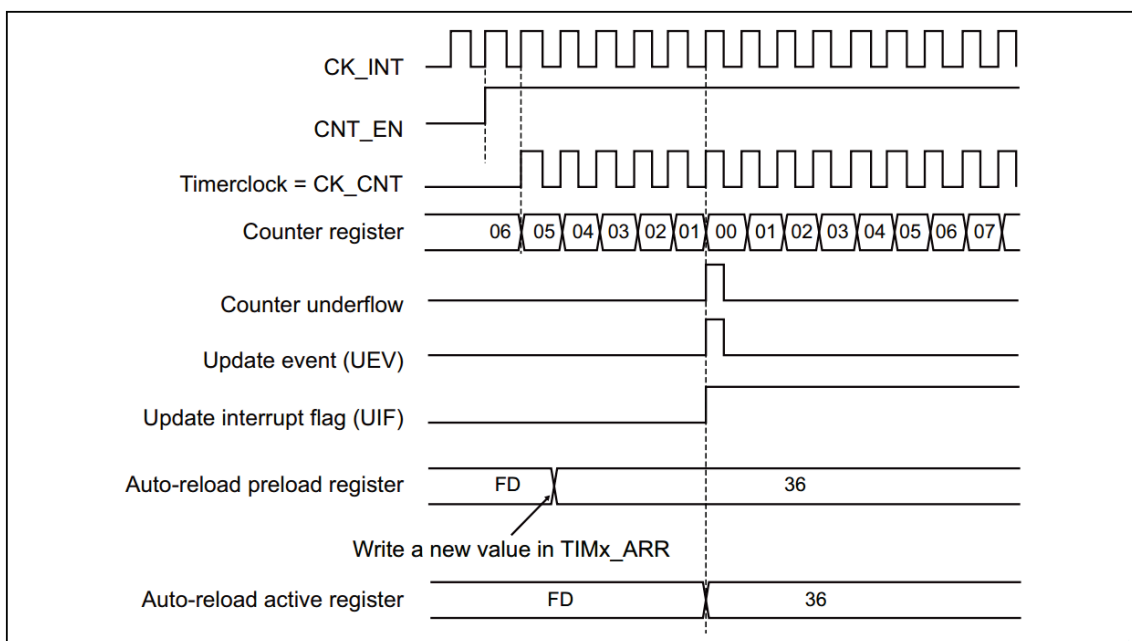 CK_INT
CNT_EN
Timerclock = CK_CNT
Counter register 06 05 04 03 02 01 00 01 02 03 04 05 06 07
Counter underflow
Update event (UEV)
Update interrupt flag (UIF)
Auto-reload preload register FD 36
Write a new value in TIMx_ARR
Auto-reload active register FD 36